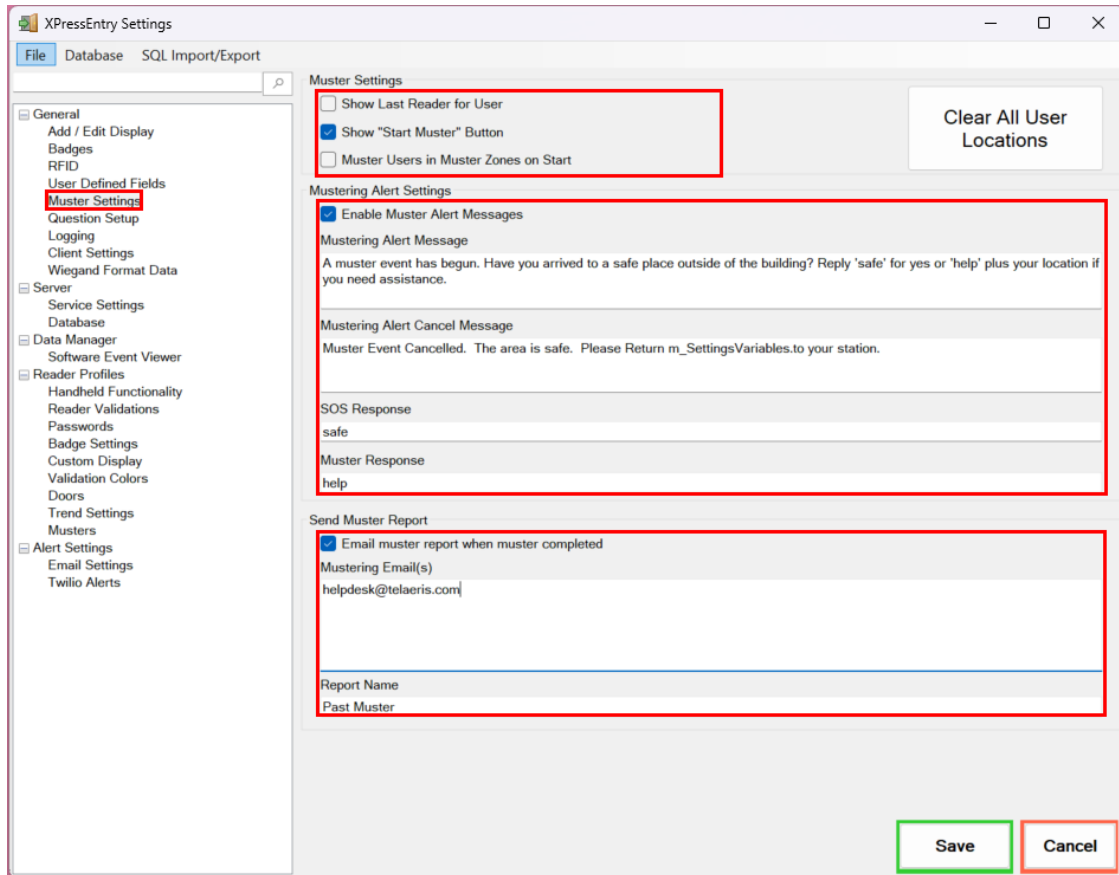 XPressEntry Settings
File Database SQL Import/Export
General
Add / Edit Display
Badges
RFID
User Defined Fields
Muster Settings
Question Setup
Logging
Client Settings
Wiegand Format Data
Server
Service Settings
Database
Data Manager
Software Event Viewer
Reader Profiles
Handheld Functionality
Reader Validations
Passwords
Badge Settings
Custom Display
Validation Colors
Doors
Trend Settings
Musters
Alert Settings
Email Settings
Twilio Alerts
Muster Settings
Show Last Reader for User
Show "Start Muster" Button
Muster Users in Muster Zones on Start
Clear All User
Locations
Mustering Alert Settings
Enable Muster Alert Messages
Mustering Alert Message
A muster event has begun. Have you arrived to a safe place outside of the building? Reply 'safe' for yes or 'help' plus your location if
you need assistance.
Mustering Alert Cancel Message
Muster Event Cancelled.  The area is safe.  Please Return m_SettingsVariables.to your station.
SOS Response
safe
Muster Response
help
Send Muster Report
Email muster report when muster completed
Mustering Email(s)
helpdesk@telaeris.com
Report Name
Past Muster
Save
Cancel